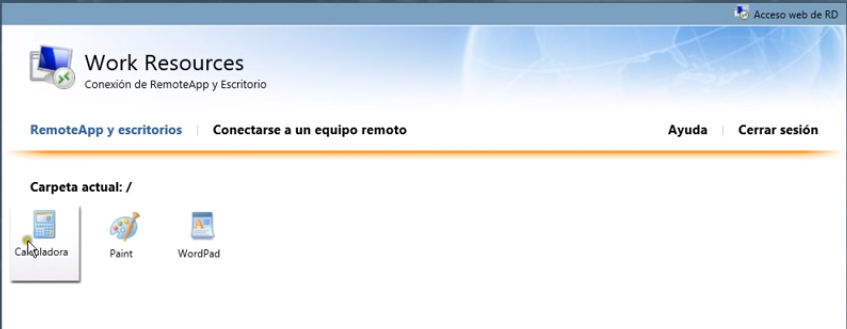 Acceso web de RD
Work Resources
Conexión de RemoteApp y Escritorio
RemoteApp y escritorios | Conectarse a un equipo remoto Ayuda | Cerrar sesión
Carpeta actual: /
Calculadora Paint WordPad